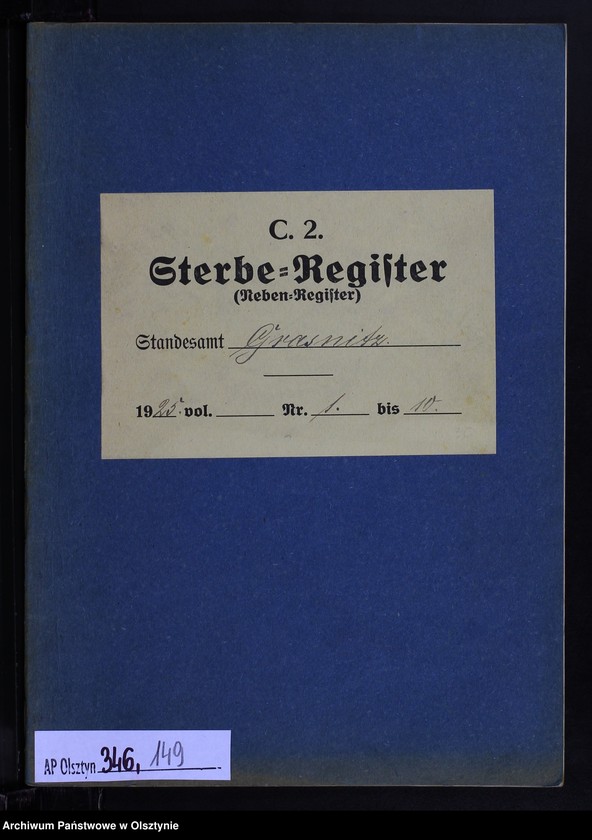 C. 2.
Sterbe-Register
(Neben-Register)
Standesamt Grasnitz.
1925. vol. Nr. 1. bis 10.
AP Olsztyn 346, 149
Archiwum Państwowe w Olsztynie